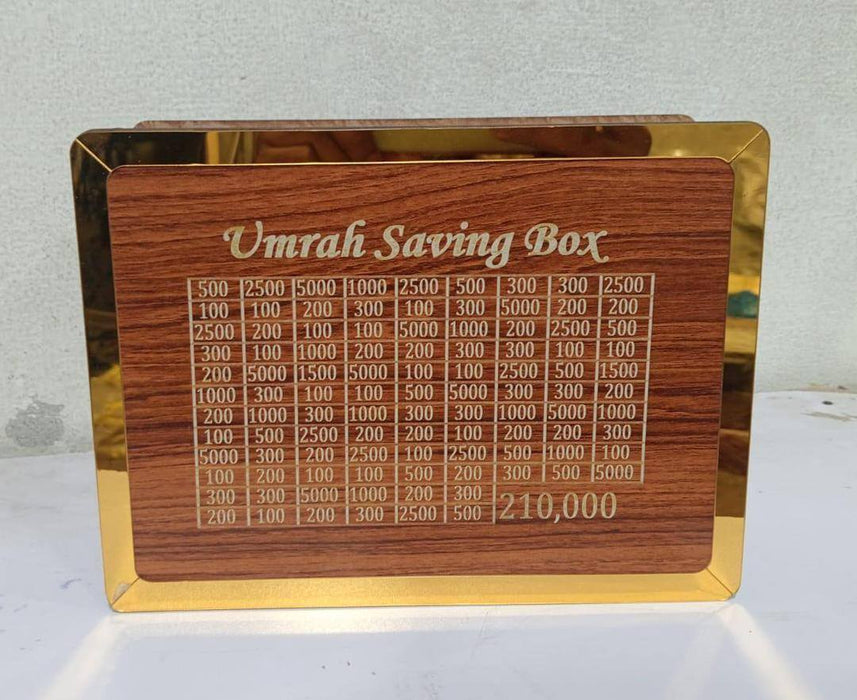 Umrah Saving Box
500 2500 5000 1000 2500 500 300 300 2500
100 100 200 300 100 300 5000 200 200
2500 200 100 100 5000 1000 200 2500 500
300 100 1000 200 200 300 300 100 100
200 5000 1500 5000 100 100 2500 500 1500
1000 300 100 100 500 5000 300 300 200
200 1000 300 1000 300 300 1000 5000 1000
100 500 2500 200 200 100 200 200 300
5000 300 200 2500 100 2500 500 1000 100
100 200 100 100 500 200 300 500 5000
300 300 5000 1000 200 300
200 100 200 300 2500 500 210,000